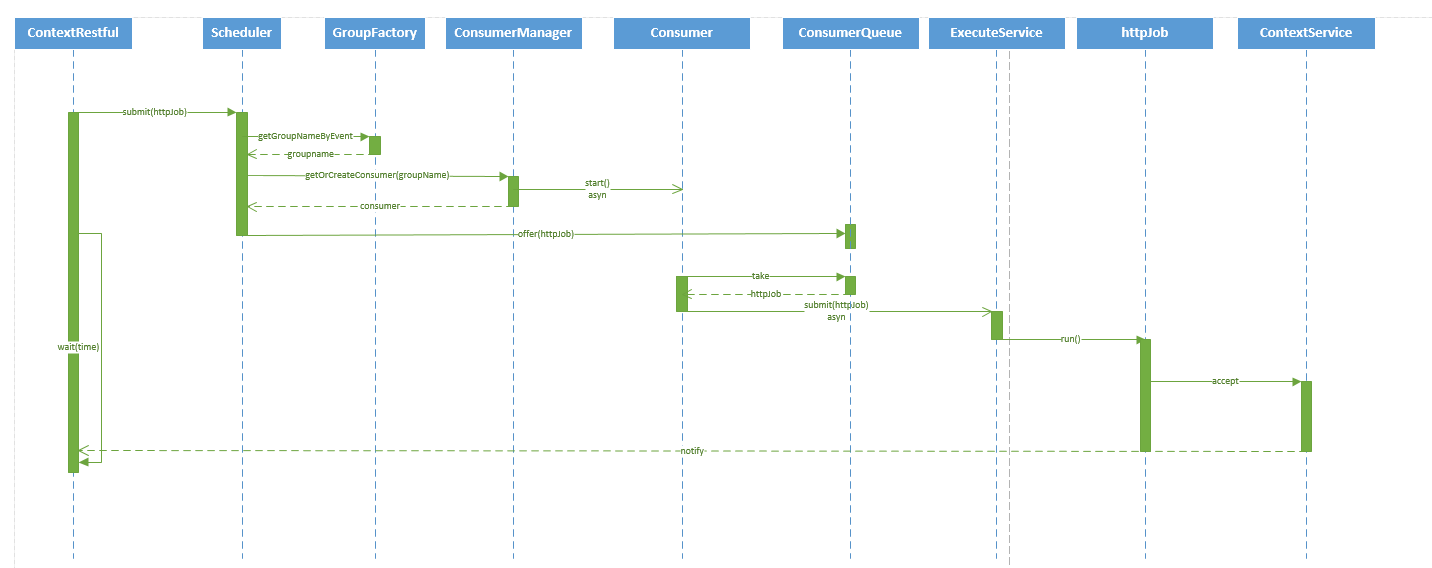 ContextRestful
Scheduler
GroupFactory
ConsumerManager
Consumer
ConsumerQueue
ExecuteService
httpJob
ContextService
submit(httpJob)
getGroupNameByEvent
groupname
getOrCreateConsumer(groupName)
start()
asyn
consumer
offer(httpJob)
take
httpJob
submit(httpJob)
asyn
run()
wait(time)
accept
notify